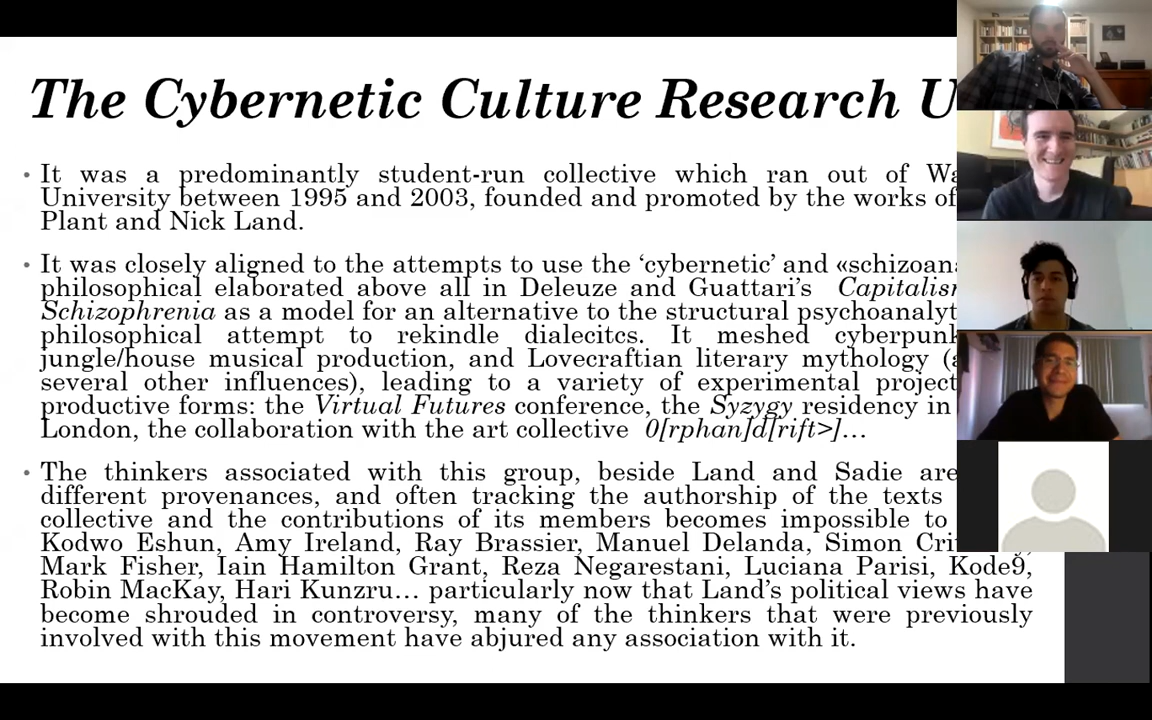 The Cybernetic Culture Research U
• It was a predominantly student-run collective which ran out of Wa
University between 1995 and 2003, founded and promoted by the works of
Plant and Nick Land.
• It was closely aligned to the attempts to use the ‘cybernetic’ and «schizoana
philosophical elaborated above all in Deleuze and Guattari’s Capitalism
Schizophrenia as a model for an alternative to the structural psychoanalyt
philosophical attempt to rekindle dialecitcs. It meshed cyberpunk
jungle/house musical production, and Lovecraftian literary mythology (a
several other influences), leading to a variety of experimental project
productive forms: the Virtual Futures conference, the Syzygy residency in
London, the collaboration with the art collective 0[rphan]d[rift>]…
• The thinkers associated with this group, beside Land and Sadie are
different provenances, and often tracking the authorship of the texts
collective and the contributions of its members becomes impossible to
Kodwo Eshun, Amy Ireland, Ray Brassier, Manuel Delanda, Simon
Mark Fisher, Iain Hamilton Grant, Reza Negarestani, Luciana Parisi, Kode9,
Robin MacKay, Hari Kunzru… particularly now that Land’s political views have
become shrouded in controversy, many of the thinkers that were previously
involved with this movement have abjured any association with it.